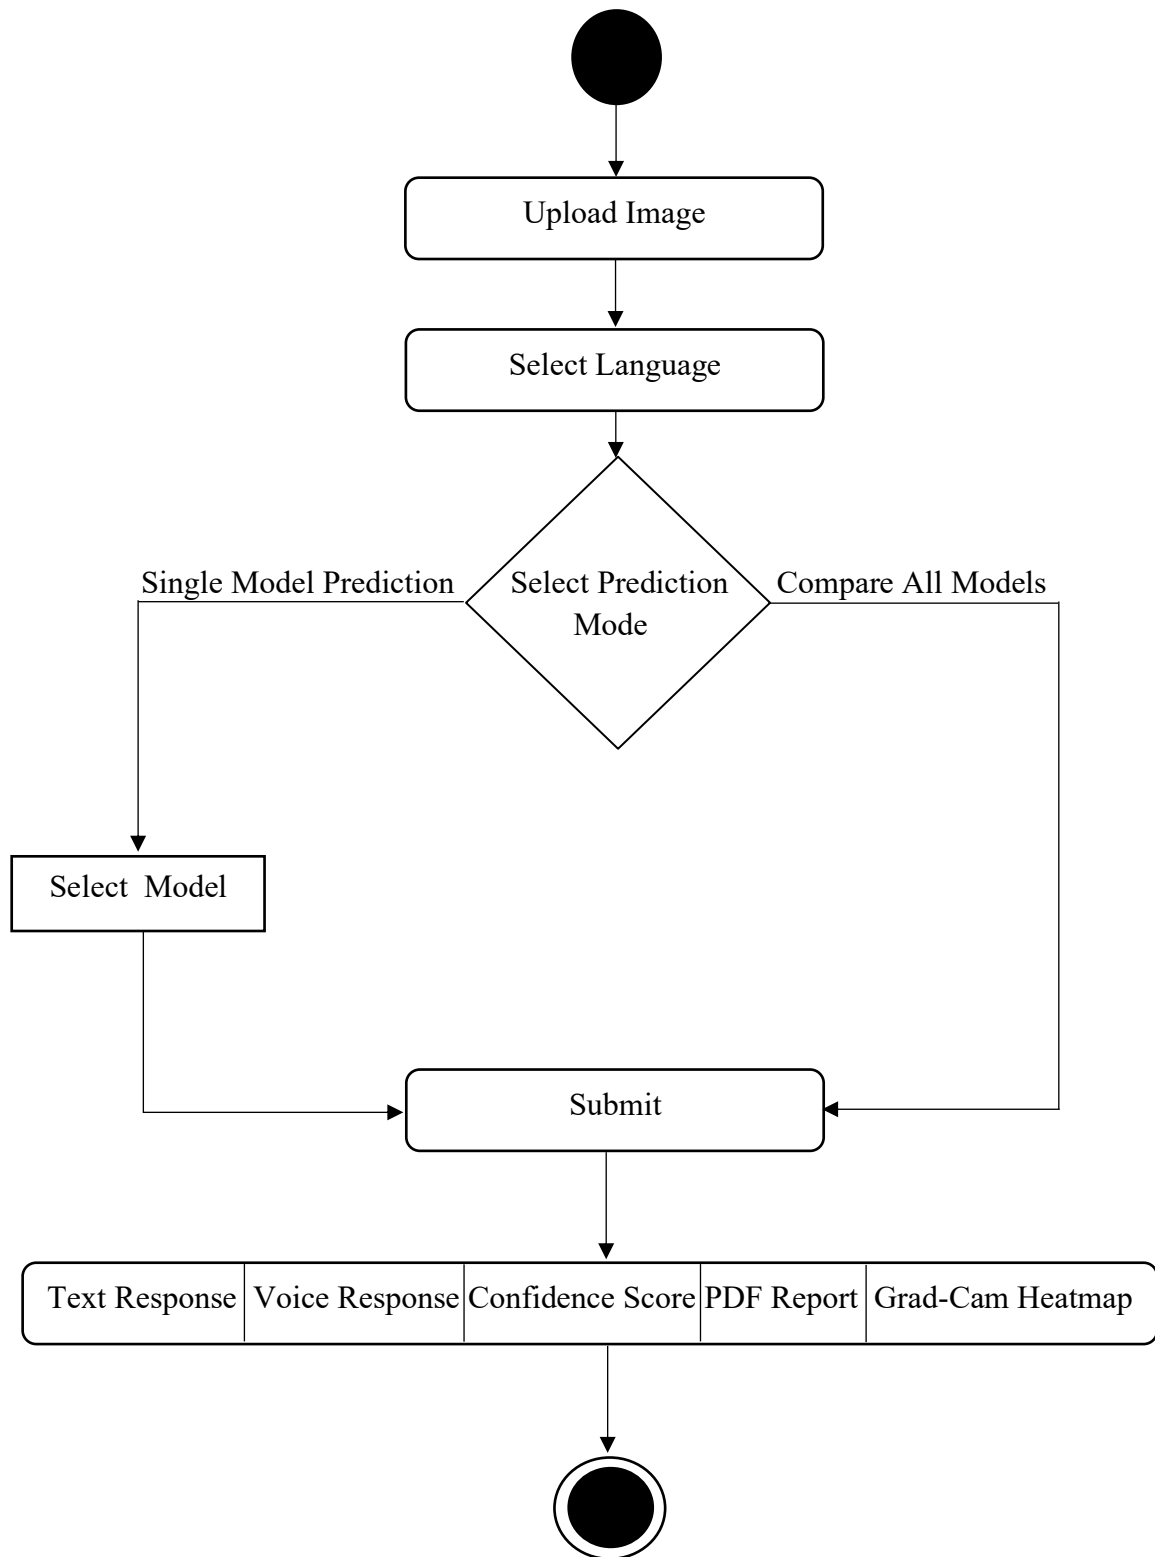 Upload Image
Select Language
Single Model Prediction
Select Prediction
Mode
Compare All Models
Select  Model
Submit
Text Response
Voice Response
Confidence Score
PDF Report
Grad-Cam Heatmap